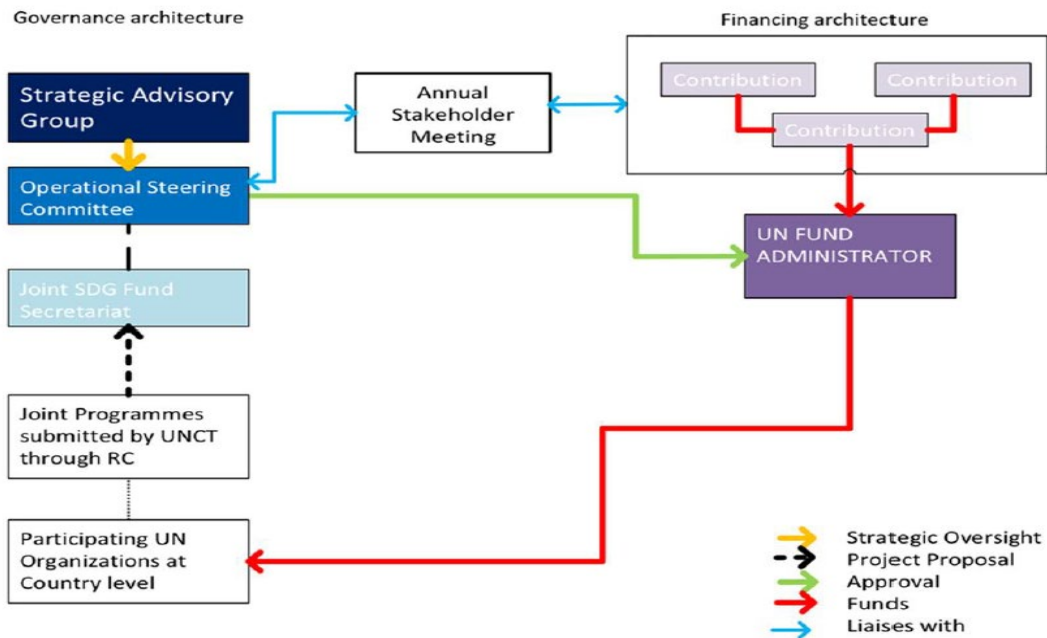 Governance architecture
Financing architecture
Strategic Advisory
Group
Annual
Stakeholder
Meeting
Contribution
Contribution
Contribution
Operational Steering
Committee
UN FUND
ADMINISTRATOR
Joint SDG Fund
Secretariat
Joint Programmes
submitted by UNCT
through RC
Participating UN
Organizations at
Country level
Strategic Oversight
Project Proposal
Approval
Funds
Liaises with